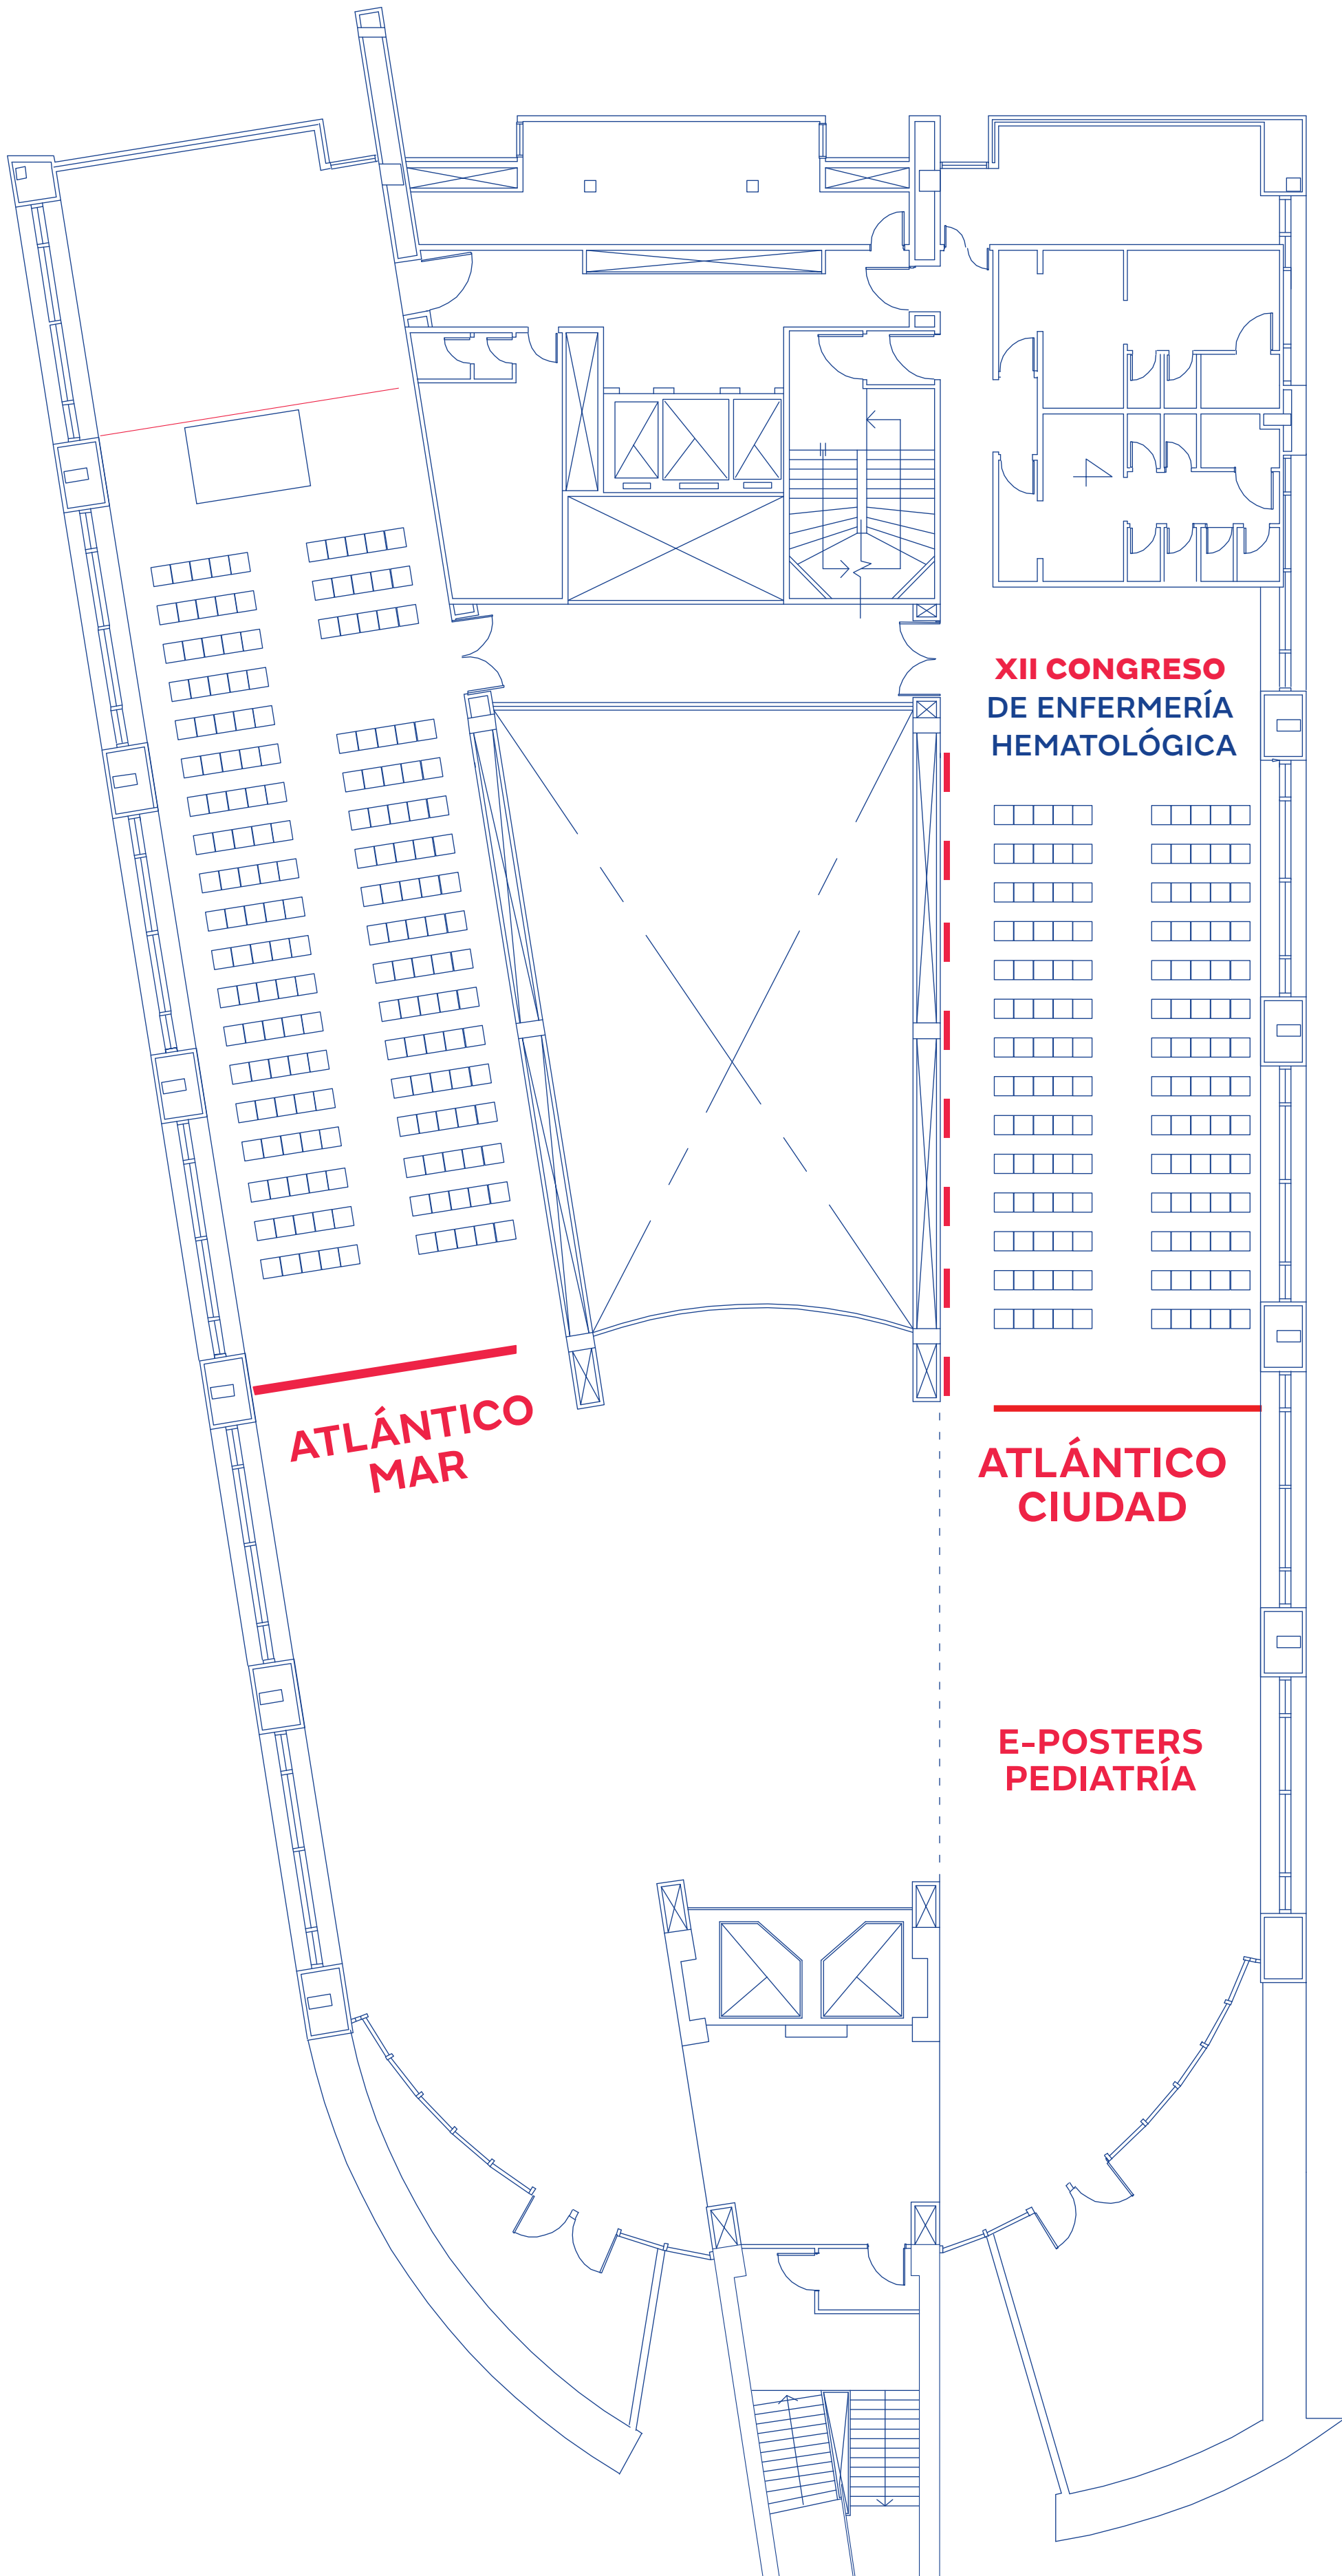 XII CONGRESO
DE ENFERMERÍA
HEMATOLÓGICA
ATLÁNTICO
MAR
ATLÁNTICO
CIUDAD
E-POSTERS
PEDIATRÍA